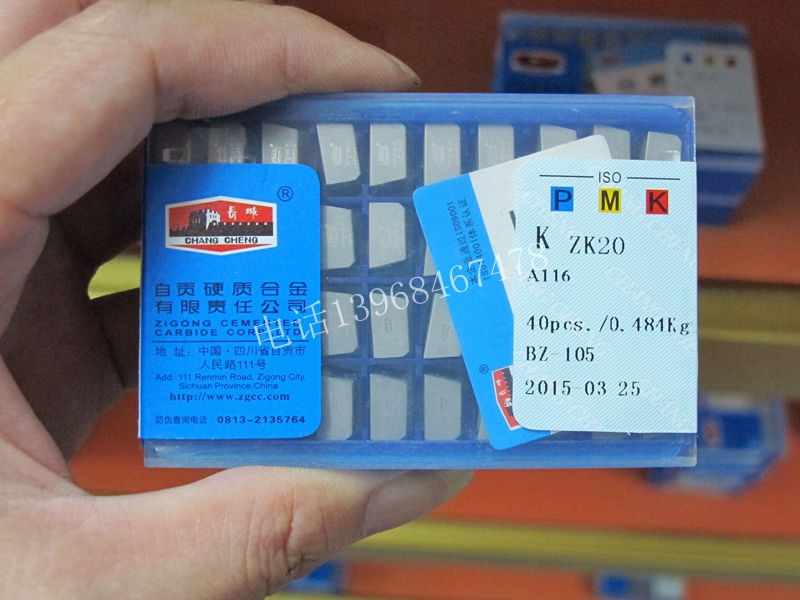 长城
CHANG CHENG
®
自贡硬质合金
有限责任公司
ZIGONG CEMENTED
CARBIDE CORP. LTD.
地 址: 中国·四川省自贡市
人民路111号
Add: 111 Renmin Road, Zigong City,
Sichuan Province,China
http://www.zgcc.com
防伪查询电话 0813-2135764
ISO
P M K
K ZK20
A116
40pcs./0.484Kg
BZ-105
2015-03 25
电话13968467478
P M K